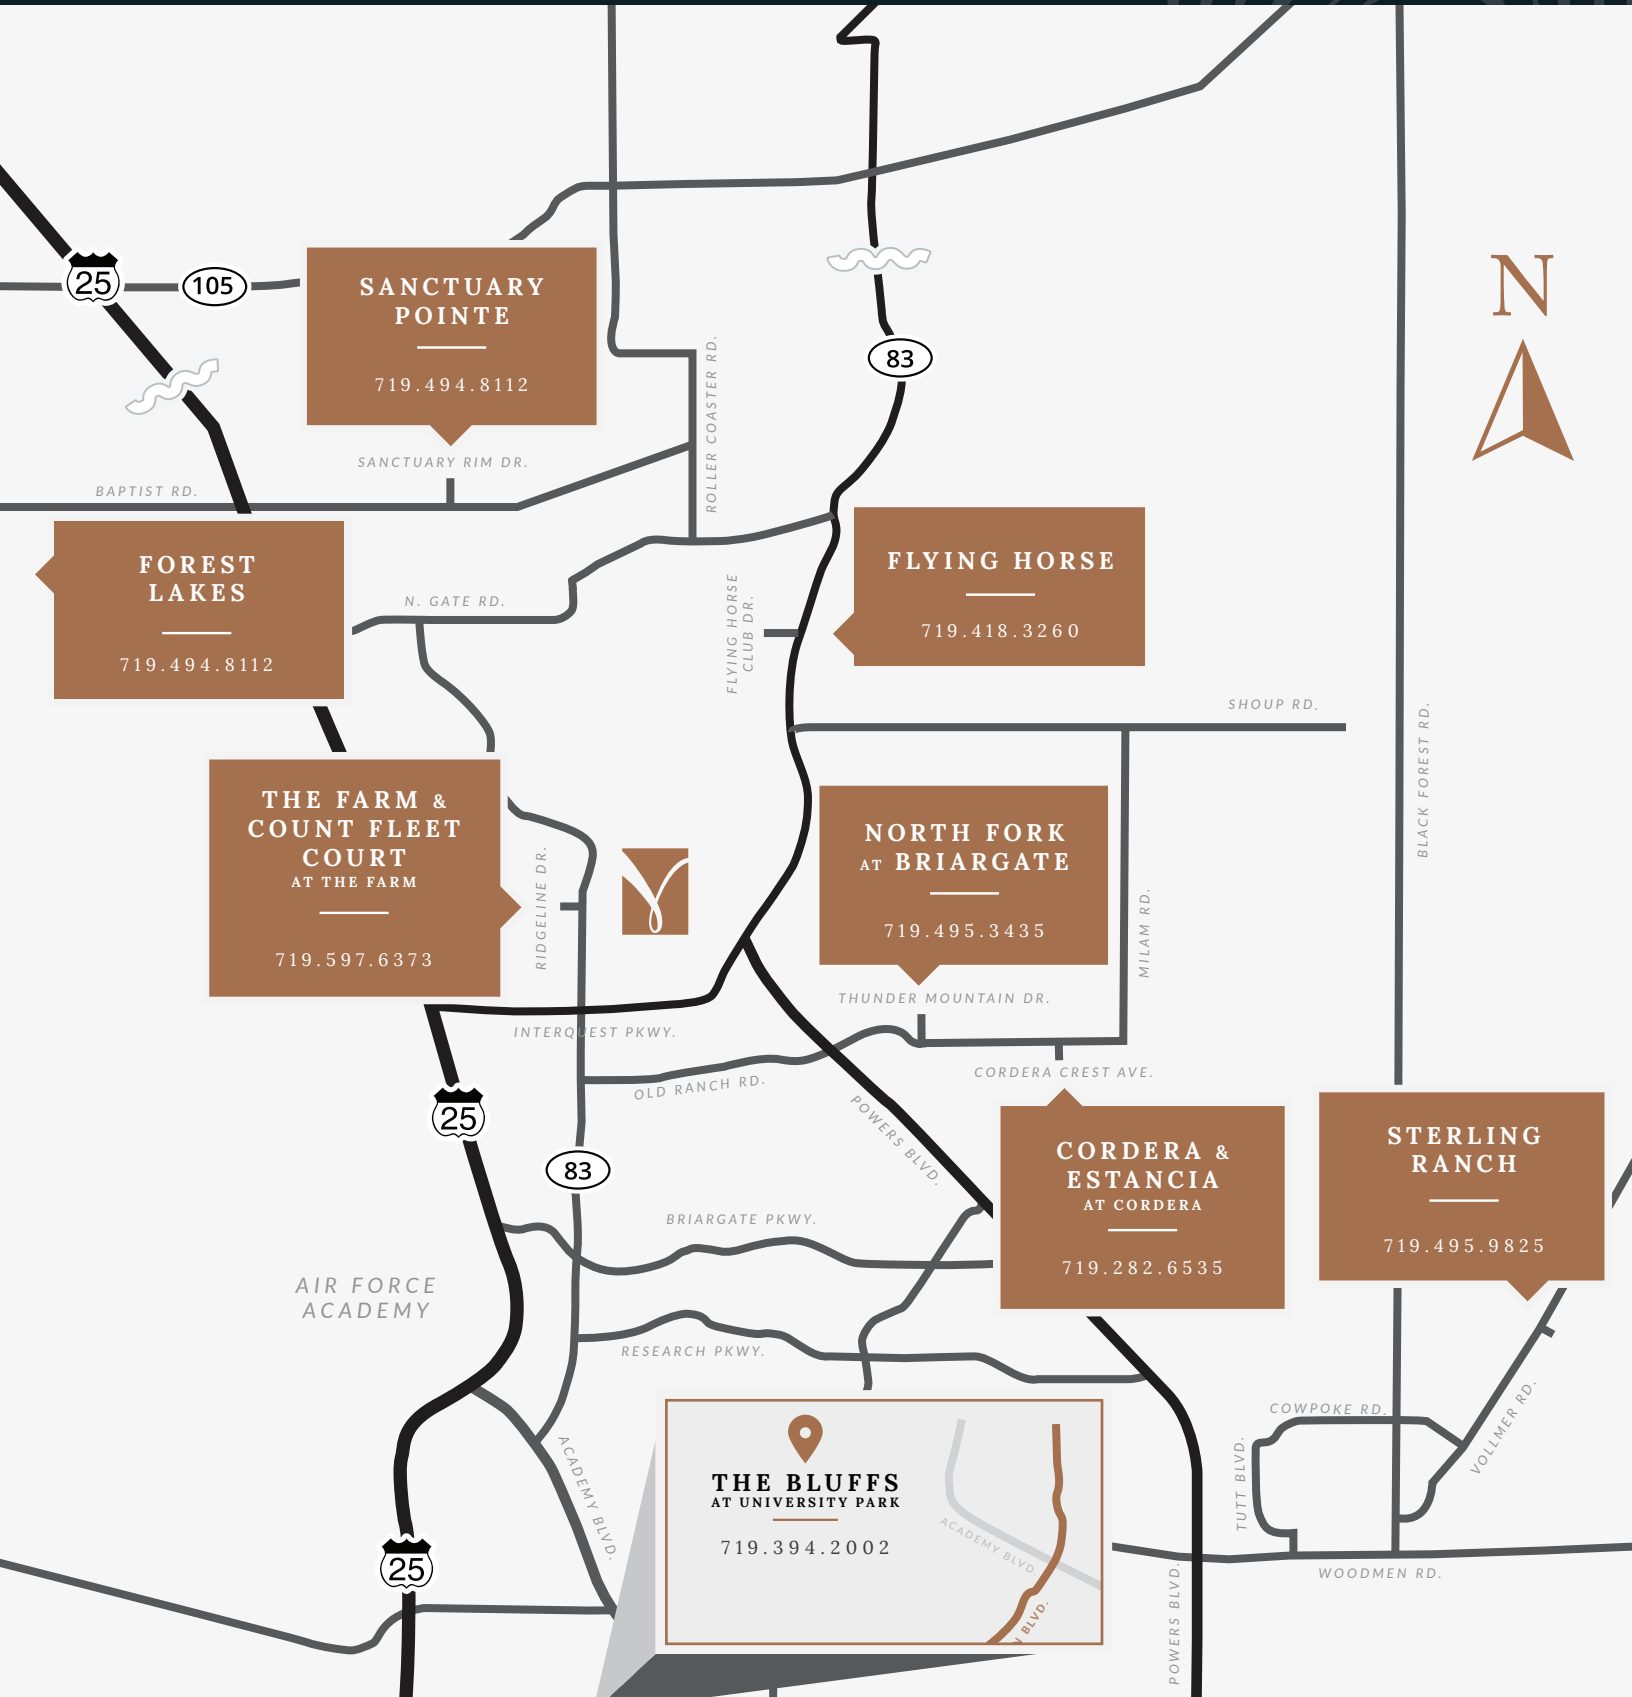 N
25
105
SANCTUARY
POINTE
719.494.8112
SANCTUARY RIM DR.
ROLLER COASTER RD.
83
BAPTIST RD.
FOREST
LAKES
719.494.8112
N. GATE RD.
FLYING HORSE
CLUB DR.
FLYING HORSE
719.418.3260
SHOUP RD.
BLACK FOREST RD.
THE FARM &
COUNT FLEET
COURT
AT THE FARM
719.597.6373
RIDGELINE DR.
NORTH FORK
AT BRIARGATE
719.495.3435
MILAM RD.
THUNDER MOUNTAIN DR.
INTERQUEST PKWY.
OLD RANCH RD.
CORDERA CREST AVE.
POWERS BLVD.
25
83
CORDERA &
ESTANCIA
AT CORDERA
719.282.6535
STERLING
RANCH
719.495.9825
BRIARGATE PKWY.
AIR FORCE
ACADEMY
RESEARCH PKWY.
COWPOKE RD.
VOLLMER RD.
TUTT BLVD.
ACADEMY BLVD.
THE BLUFFS
AT UNIVERSITY PARK
719.394.2002
ACADEMY BLVD.
BLVD.
25
WOODMEN RD.
POWERS BLVD.